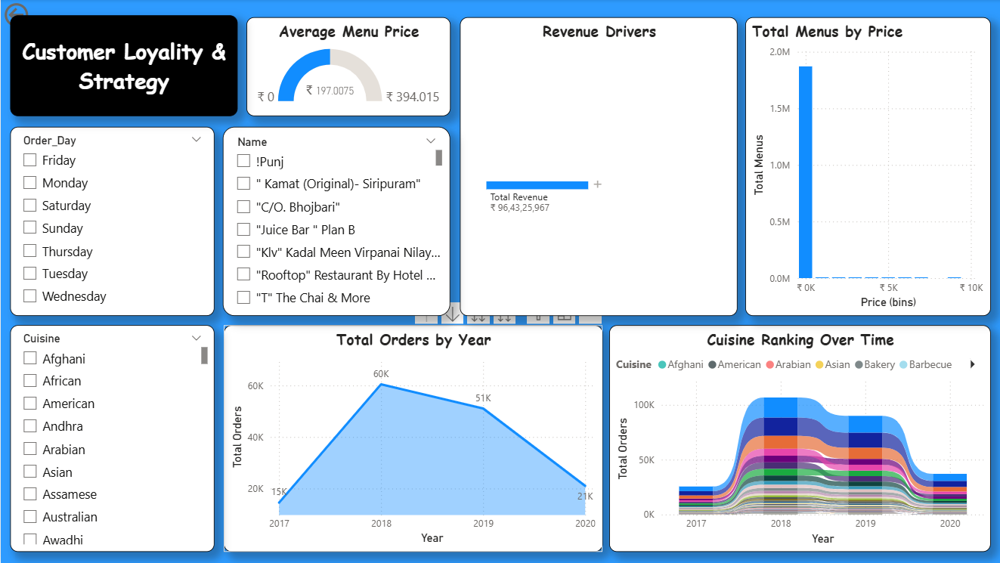 Customer Loyality &
Strategy
Average Menu Price
₹ 0
₹ 197.0075
₹ 394.015
Revenue Drivers
Total Revenue
₹ 96,43,25,967
Total Menus by Price
Total Menus
2.0M
1.5M
1.0M
0.5M
0.0M
₹ 0K
₹ 5K
₹ 10K
Price (bins)
Order_Day
Friday
Monday
Saturday
Sunday
Thursday
Tuesday
Wednesday
Name
!Punj
" Kamat (Original)- Siripuram"
"C/O. Bhojbari"
"Juice Bar " Plan B
"Klv" Kadal Meen Virpanai Nilay...
"Rooftop" Restaurant By Hotel ...
"T" The Chai & More
Cuisine
Afghani
African
American
Andhra
Arabian
Asian
Assamese
Australian
Awadhi
Total Orders by Year
Total Orders
60K
40K
20K
15K
60K
51K
21K
2017
2018
2019
2020
Year
Cuisine Ranking Over Time
Cuisine Afghani American Arabian Asian Bakery Barbecue
Total Orders
100K
50K
0K
2017
2018
2019
2020
Year